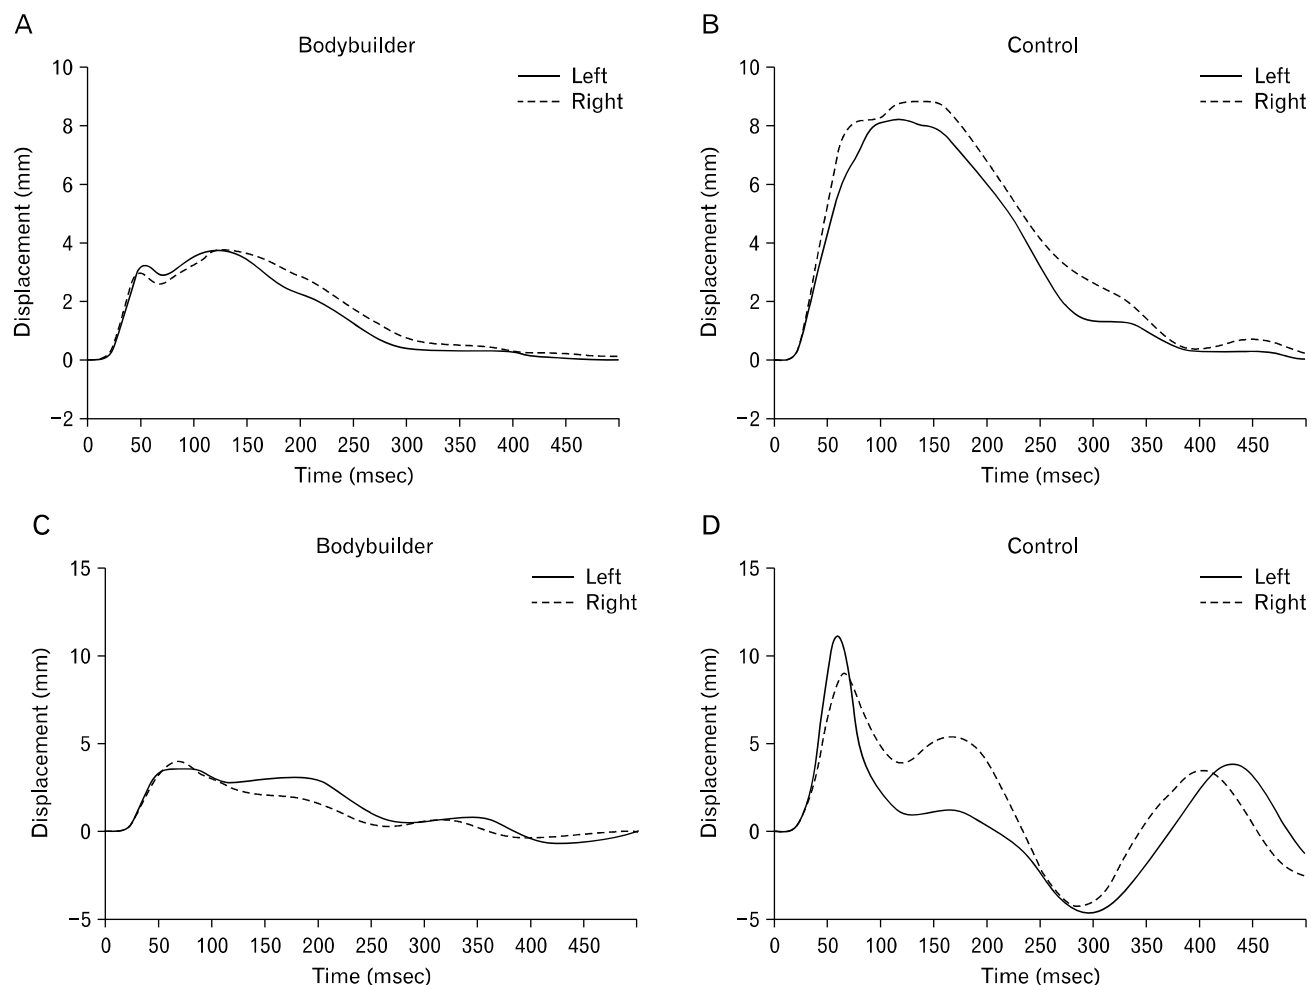 A
Bodybuilder
Left
Right
Displacement (mm)
10
8
6
4
2
0
−2
0 50 100 150 200 250 300 350 400 450
Time (msec)
B
Control
Left
Right
Displacement (mm)
10
8
6
4
2
0
−2
0 50 100 150 200 250 300 350 400 450
Time (msec)
C
Bodybuilder
Left
Right
Displacement (mm)
15
10
5
0
−5
0 50 100 150 200 250 300 350 400 450
Time (msec)
D
Control
Left
Right
Displacement (mm)
15
10
5
0
−5
0 50 100 150 200 250 300 350 400 450
Time (msec)